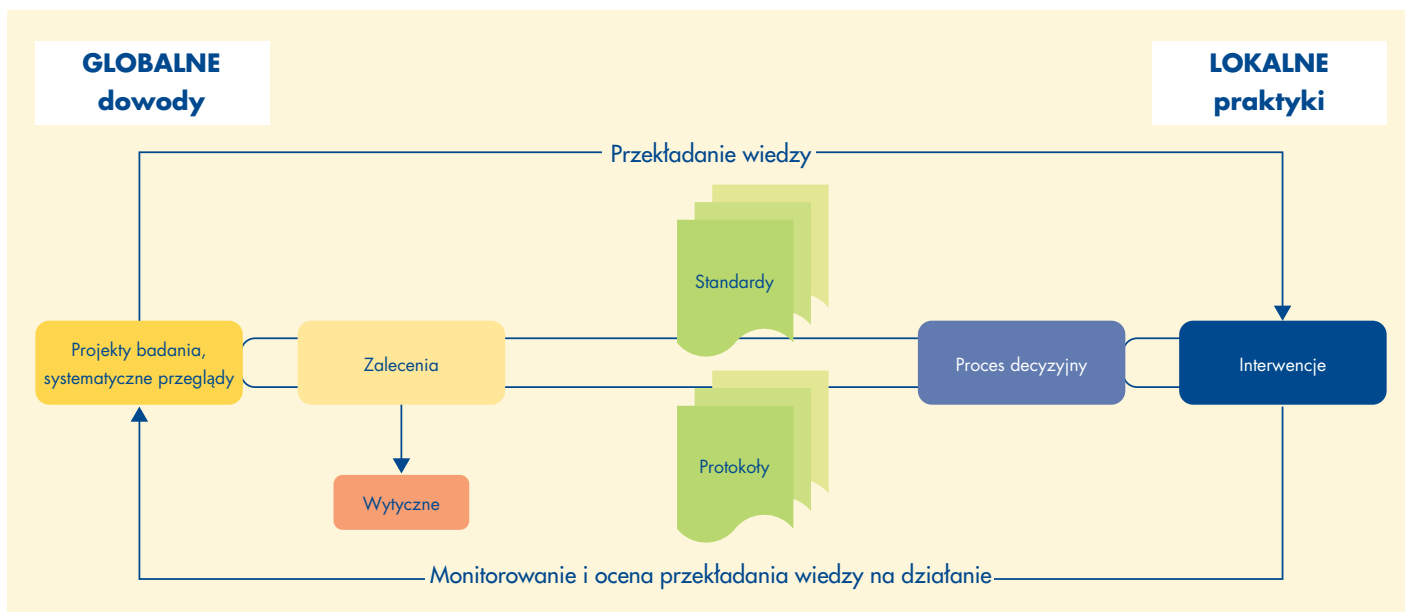 GLOBALNE
dowody
LOKALNE
praktyki
Przekładanie wiedzy
Standardy
Projekty badania,
systematyczne przeglądy
Zalecenia
Proces decyzyjny
Interwencje
Protokoły
Wytyczne
Monitorowanie i ocena przekładania wiedzy na działanie